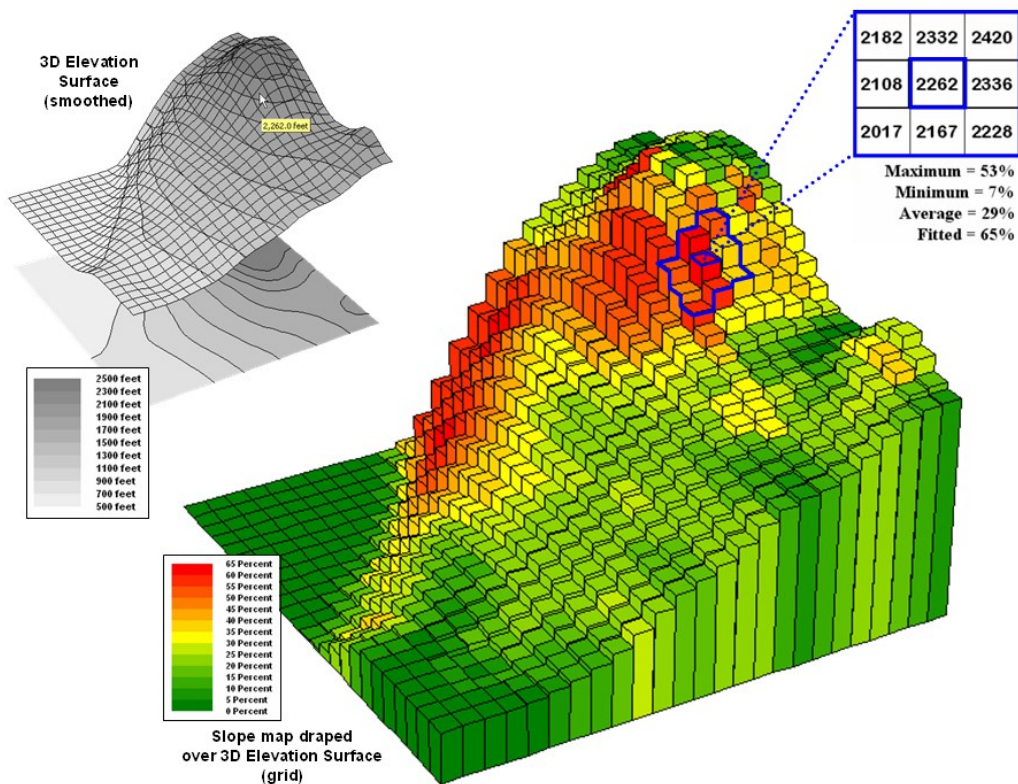 3D Elevation
Surface
(smoothed)
2,262.0 feet
2182 2332 2420
2108 2262 2336
2017 2167 2228
Maximum = 53%
Minimum = 7%
Average = 29%
Fitted = 65%
2500 feet
2300 feet
2100 feet
1900 feet
1700 feet
1500 feet
1300 feet
1100 feet
900 feet
700 feet
500 feet
65 Percent
60 Percent
55 Percent
50 Percent
45 Percent
40 Percent
35 Percent
30 Percent
25 Percent
20 Percent
15 Percent
10 Percent
5 Percent
0 Percent
Slope map draped
over 3D Elevation Surface
(grid)